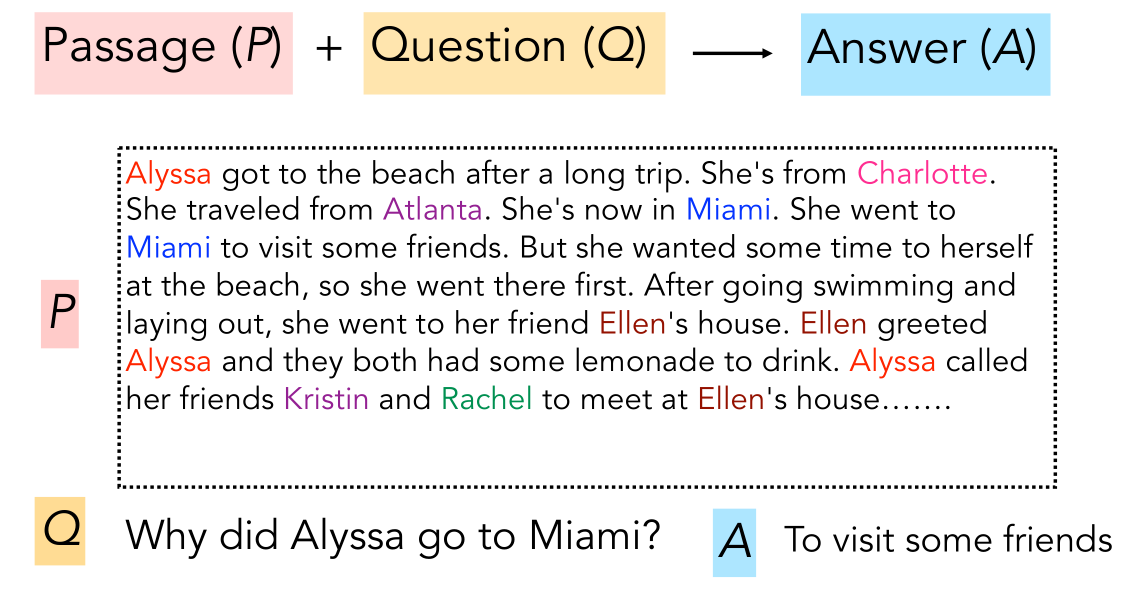 Passage (P) + Question (Q) ⟶ Answer (A)
Alyssa got to the beach after a long trip. She's from Charlotte.
She traveled from Atlanta. She's now in Miami. She went to
Miami to visit some friends. But she wanted some time to herself
at the beach, so she went there first. After going swimming and
laying out, she went to her friend Ellen's house. Ellen greeted
Alyssa and they both had some lemonade to drink. Alyssa called
her friends Kristin and Rachel to meet at Ellen's house.......
P
Q Why did Alyssa go to Miami? A To visit some friends